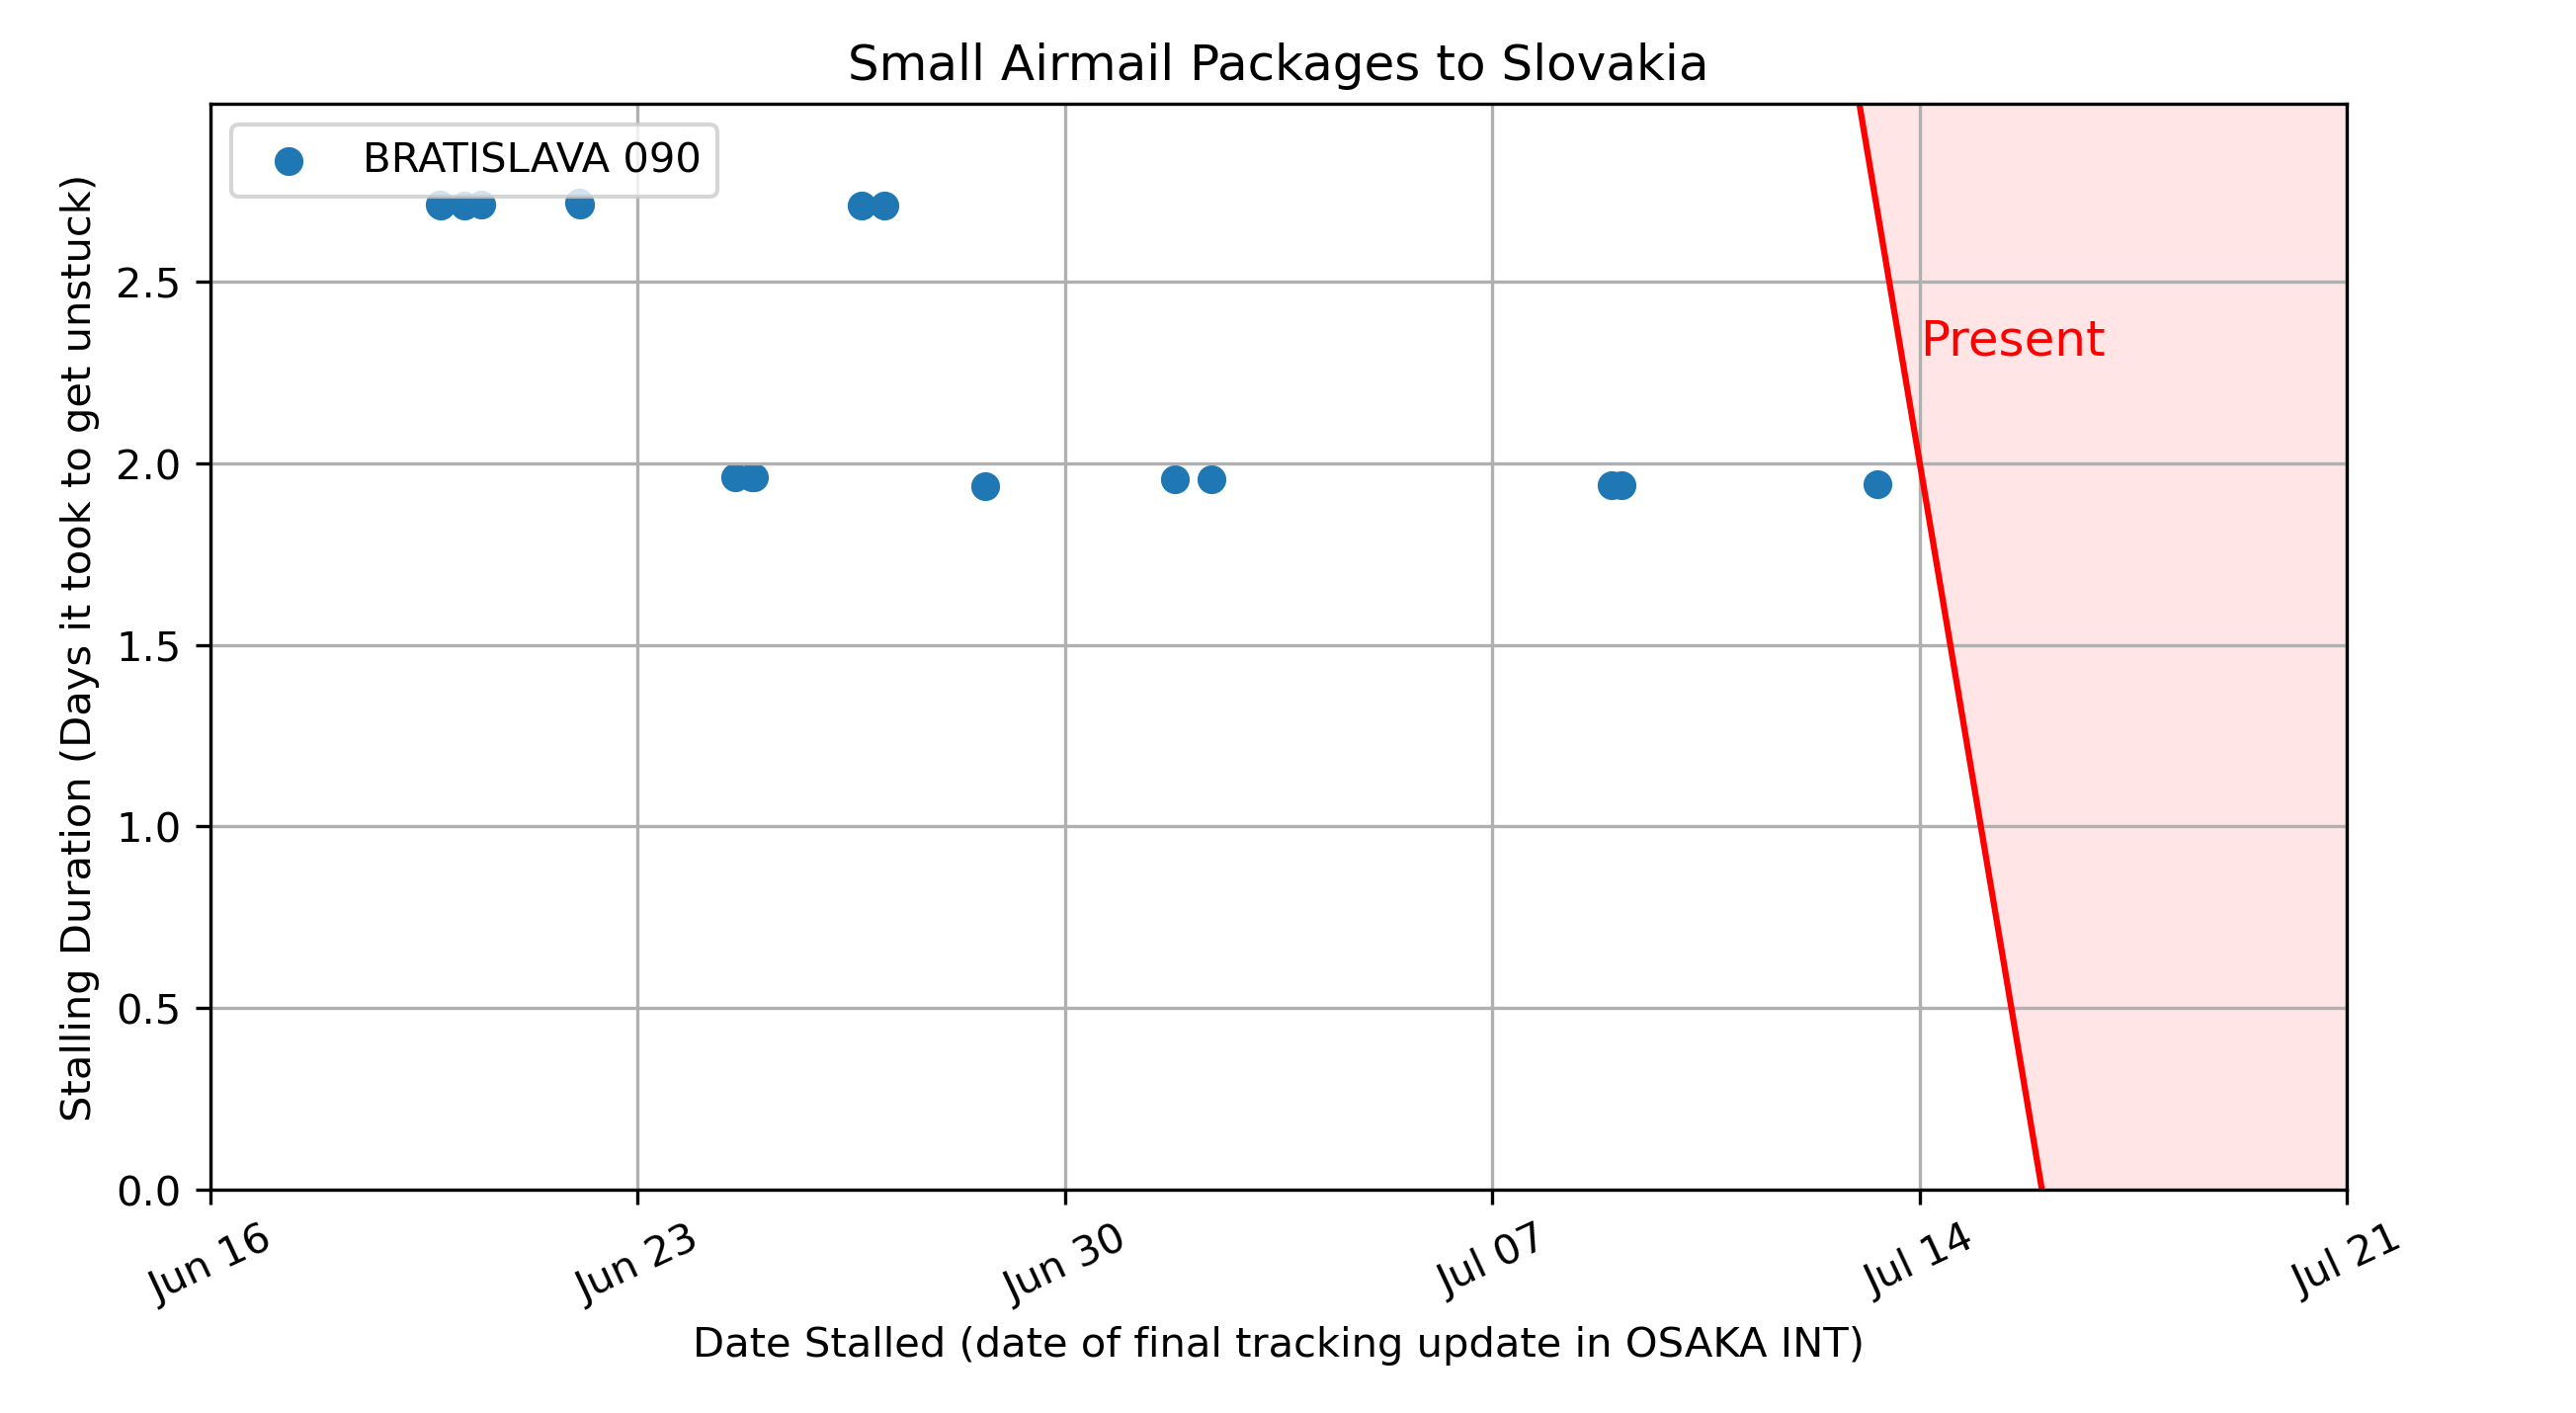 Small Airmail Packages to Slovakia
BRATISLAVA 090
Stalling Duration (Days it took to get unstuck)
2.5
2.0
1.5
1.0
0.5
0.0
Present
Jun 16
Jun 23
Jun 30
Jul 07
Jul 14
Jul 21
Date Stalled (date of final tracking update in OSAKA INT)